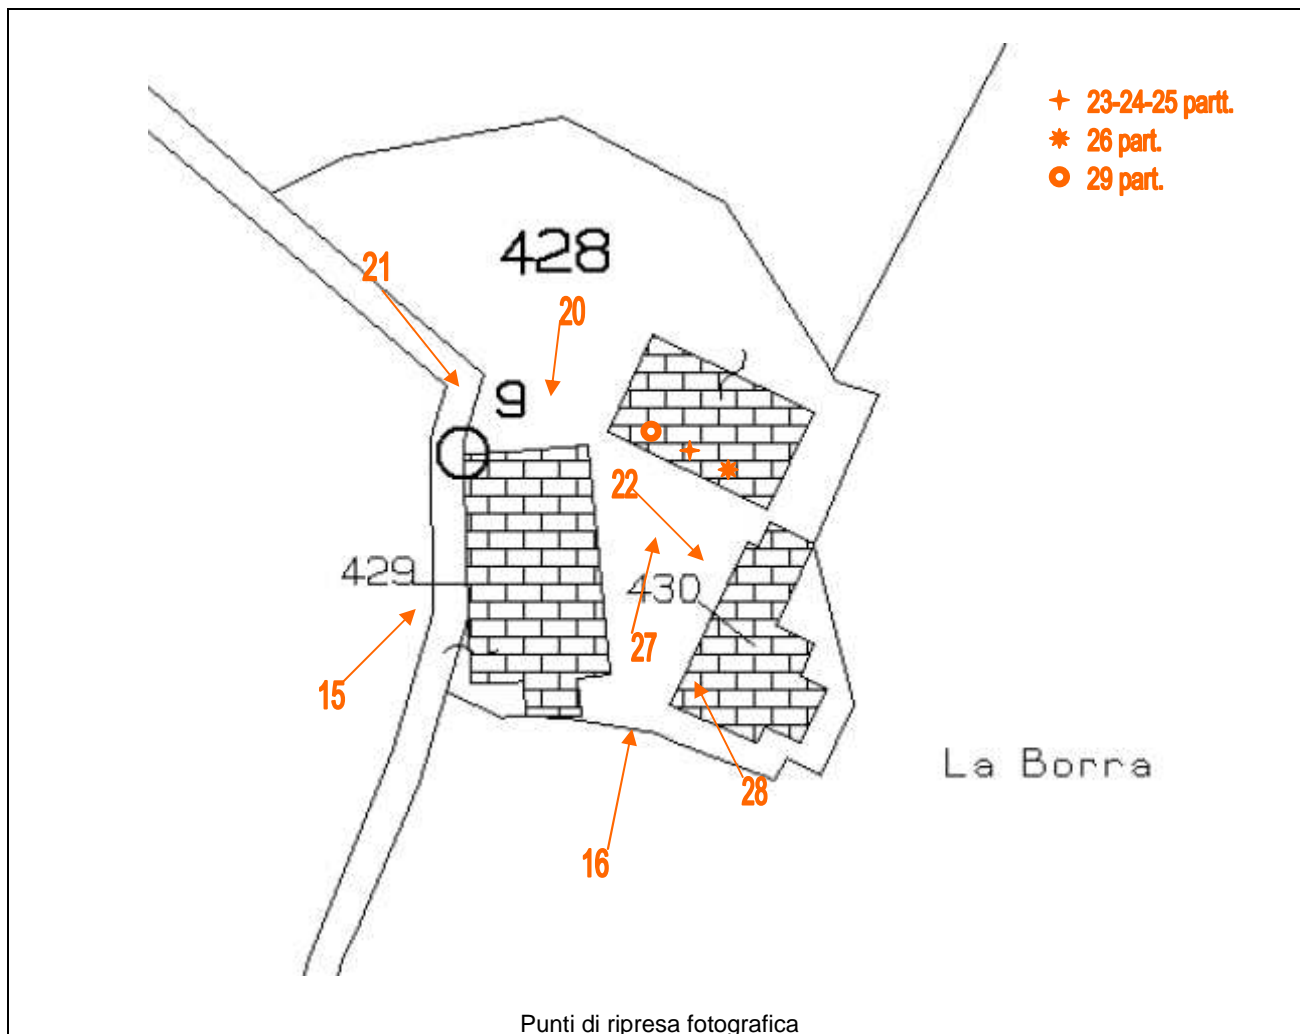 23-24-25 partt.
26 part.
29 part.
428
21
20
9
22
429
430
27
15
La Borra
28
16
Punti di ripresa fotografica